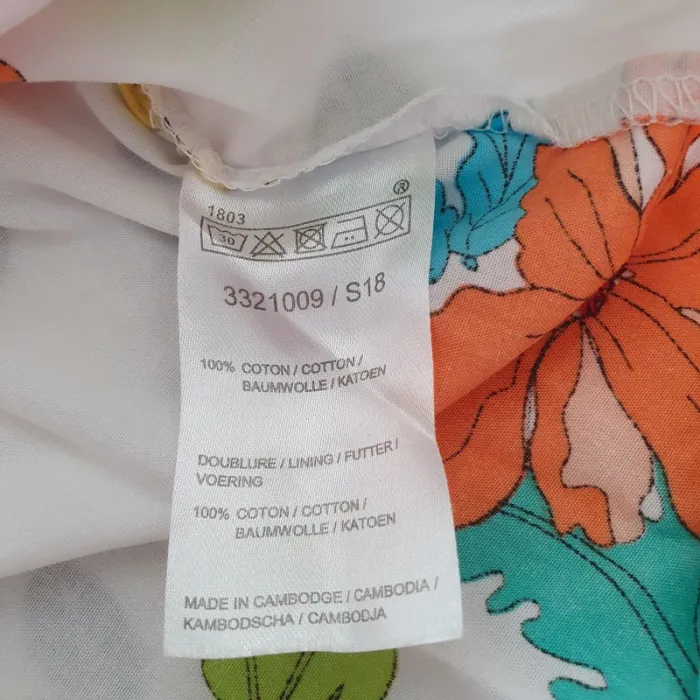 ®
1803
30
3321009 / S18
100% COTON / COTTON /
BAUMWOLLE / KATOEN
DOUBLURE / LINING / FUTTER /
VOERING
100% COTON / COTTON /
BAUMWOLLE / KATOEN
MADE IN CAMBODGE / CAMBODIA /
KAMBODSCHA / CAMBODJA